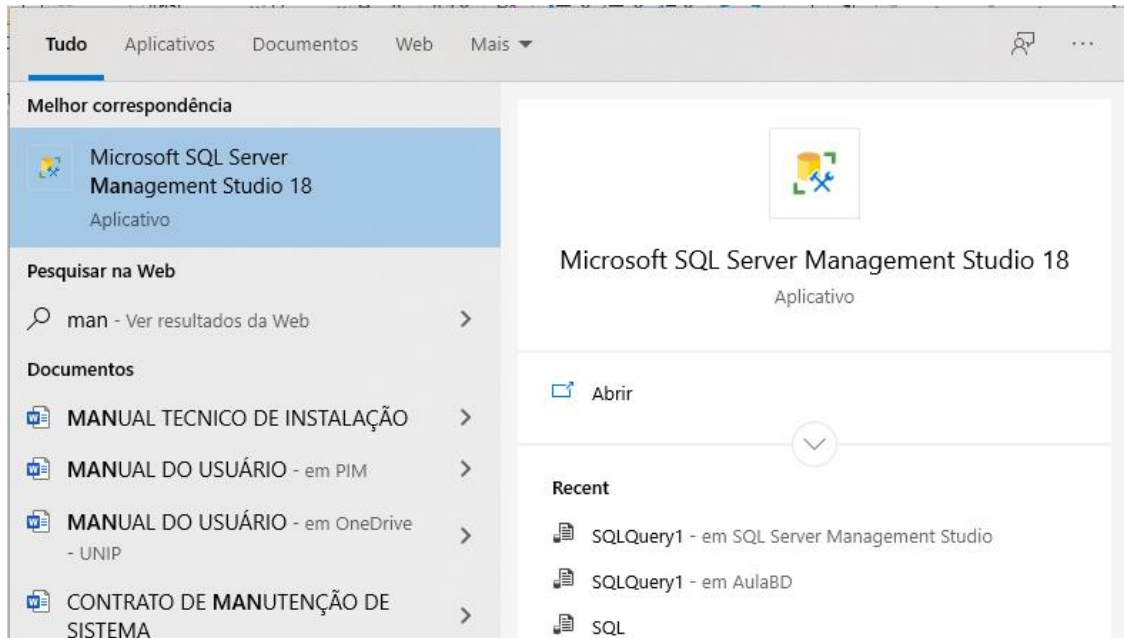 Tudo Aplicativos Documentos Web Mais
Melhor correspondência
Microsoft SQL Server
Management Studio 18
Aplicativo
Pesquisar na Web
man - Ver resultados da Web
Documentos
MANUAL TECNICO DE INSTALAÇÃO
MANUAL DO USUÁRIO - em PIM
MANUAL DO USUÁRIO - em OneDrive
- UNIP
CONTRATO DE MANUTENÇÃO DE
SISTEMA
Microsoft SQL Server Management Studio 18
Aplicativo
Abrir
Recent
SQLQuery1 - em SQL Server Management Studio
SQLQuery1 - em AulaBD
SQL